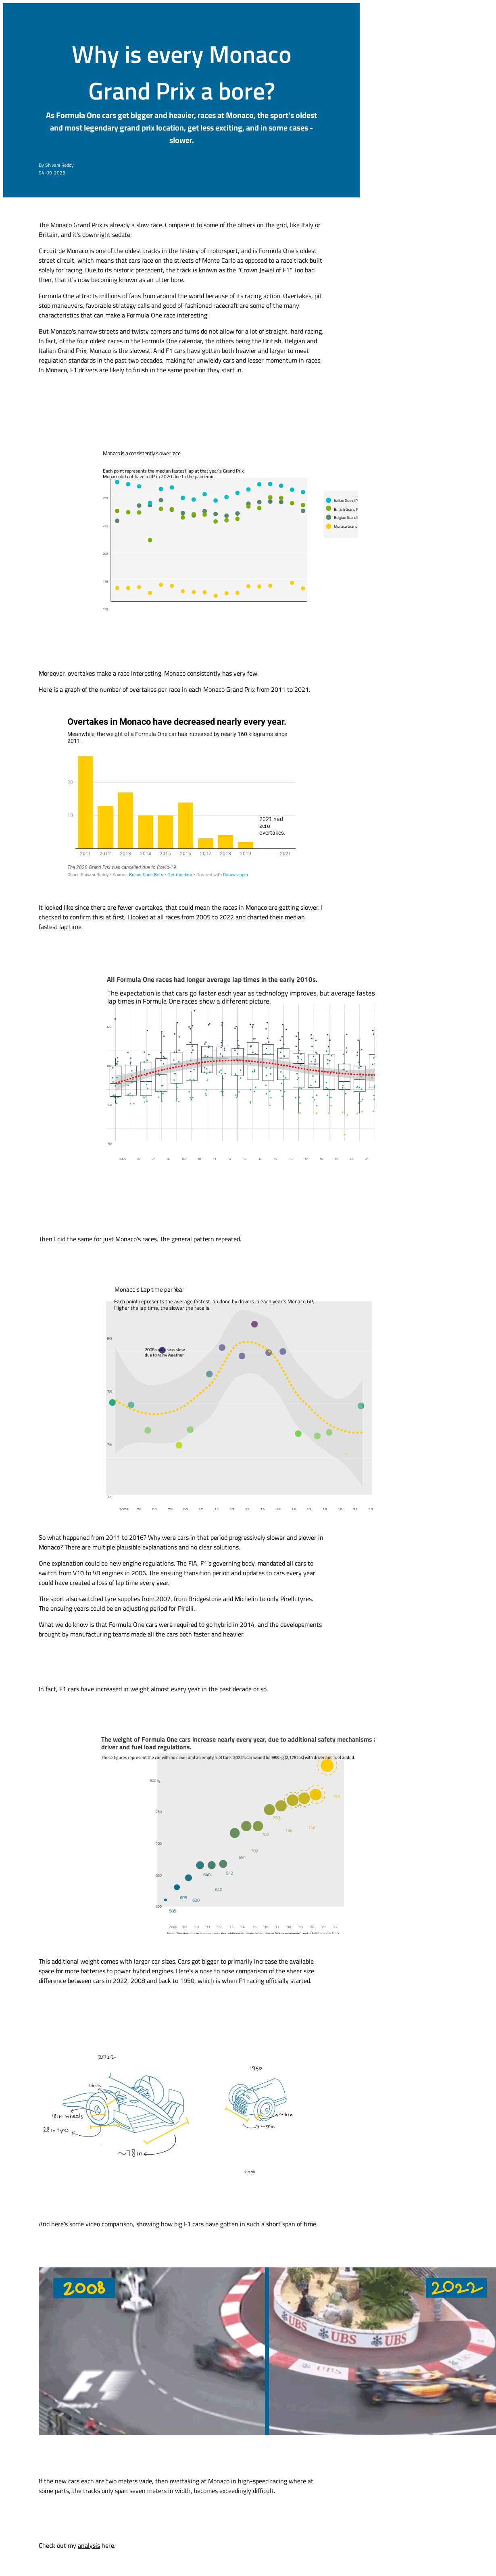 Why is every Monaco
Grand Prix a bore?
As Formula One cars get bigger and heavier, races at Monaco, the sport's oldest
and most legendary grand prix location, get less exciting, and in some cases -
slower.
By Shivani Reddy
04-09-2023
The Monaco Grand Prix is already a slow race. Compare it to some of the others on the grid, like Italy or
Britain, and it's downright sedate.
Circuit de Monaco is one of the oldest tracks in the history of motorsport, and is Formula One's oldest
street circuit, which means that cars race on the streets of Monte Carlo as opposed to a race track built
solely for racing. Due to its historic precedent, the track is known as the "Crown Jewel of F1." Too bad
then, that it's now becoming known as an utter bore.
Formula One attracts millions of fans from around the world because of its racing action. Overtakes, pit
stop maneuvers, favorable strategy calls and good ol' fashioned racecraft are some of the many
characteristics that can make a Formula One race interesting.
But Monaco's narrow streets and twisty corners and turns do not allow for a lot of straight, hard racing.
In fact, of the four oldest races in the Formula One calendar, the others being the British, Belgian and
Italian Grand Prix, Monaco is the slowest. And F1 cars have gotten both heavier and larger to meet
regulation standards in the past two decades, making for unwieldy cars and lesser momentum in races.
In Monaco, F1 drivers are likely to finish in the same position they start in.
Monaco is a consistently slower race.
Each point represents the median fastest lap at that year's Grand Prix.
Monaco did not have a GP in 2020 due to the pandemic.
Italian Grand P
British Grand P
Belgian Grand
Monaco Grand
Moreover, overtakes make a race interesting. Monaco consistently has very few.
Here is a graph of the number of overtakes per race in each Monaco Grand Prix from 2011 to 2021.
Overtakes in Monaco have decreased nearly every year.
Meanwhile, the weight of a Formula One car has increased by nearly 160 kilograms since
2011.
20
10
2021 had
zero
overtakes.
2011 2012 2013 2014 2015 2016 2017 2018 2019 2021
The 2020 Grand Prix was cancelled due to Covid-19.
Chart: Shivani Reddy • Source: Bonus Code Bets • Get the data • Created with Datawrapper
It looked like since there are fewer overtakes, that could mean the races in Monaco are getting slower. I
checked to confirm this: at first, I looked at all races from 2005 to 2022 and charted their median
fastest lap time.
All Formula One races had longer average lap times in the early 2010s.
The expectation is that cars go faster each year as technology improves, but average fastes
lap times in Formula One races show a different picture.
Then I did the same for just Monaco's races. The general pattern repeated.
Monaco's Lap time per Year
Each point represents the average fastest lap done by drivers in each year's Monaco GP.
Higher the lap time, the slower the race is.
80
2008's race was slow
due to rainy weather
78
76
74
So what happened from 2011 to 2016? Why were cars in that period progressively slower and slower in
Monaco? There are multiple plausible explanations and no clear solutions.
One explanation could be new engine regulations. The FIA, F1's governing body, mandated all cars to
switch from V10 to V8 engines in 2006. The ensuing transition period and updates to cars every year
could have created a loss of lap time every year.
The sport also switched tyre supplies from 2007, from Bridgestone and Michelin to only Pirelli tyres.
The ensuing years could be an adjusting period for Pirelli.
What we do know is that Formula One cars were required to go hybrid in 2014, and the developements
brought by manufacturing teams made all the cars both faster and heavier.
In fact, F1 cars have increased in weight almost every year in the past decade or so.
The weight of Formula One cars increase nearly every year, due to additional safety mechanisms
driver and fuel load regulations.
These figures represent the car with no driver and an empty fuel tank. 2022's car would be 988 kg (2,178 lbs) with driver and fuel added.
800 kg
750
700
650
600
585 605 620 640 640 642 691 702 702 728
2008 '09 '10 '11 '12 '13 '14 '15 '16 '17 '18 '19 '20 '21 '22
This additional weight comes with larger car sizes. Cars got bigger to primarily increase the available
space for more batteries to power hybrid engines. Here's a nose to nose comparison of the sheer size
difference between cars in 2022, 2008 and back to 1950, which is when F1 racing officially started.
2022
1950
16 in
18 in wheels
28 in tyres
~78 in
And here's some video comparison, showing how big F1 cars have gotten in such a short span of time.
2008
2022
F1
UBS UBS UBS
If the new cars each are two meters wide, then overtaking at Monaco in high-speed racing where at
some parts, the tracks only span seven meters in width, becomes exceedingly difficult.
Check out my analysis here.